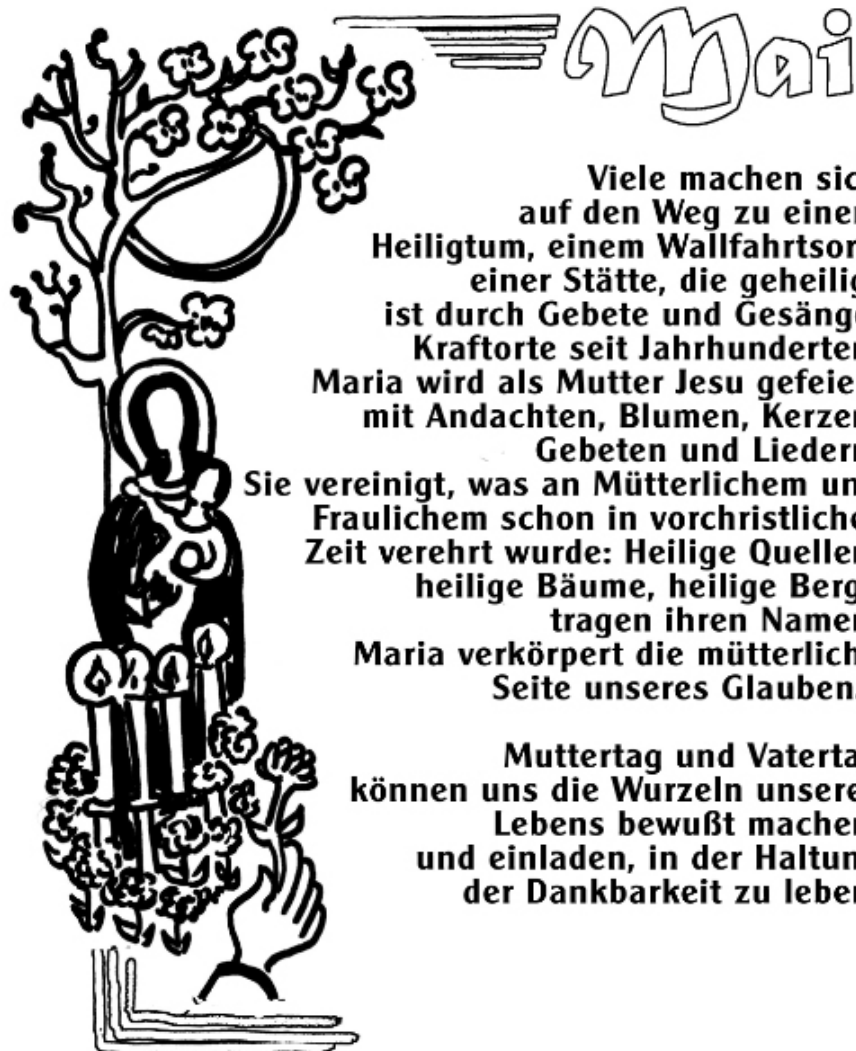 Mai
Viele machen sic
auf den Weg zu einen
Heiligtum, einem Wallfahrtsor
einer Stätte, die geheilig
ist durch Gebete und Gesäng
Kraftorte seit Jahrhunderten
Maria wird als Mutter Jesu gefeie
mit Andachten, Blumen, Kerzen
Gebeten und Liedern
Sie vereinigt, was an Mütterlichem un
Fraulichem schon in vorchristliche
Zeit verehrt wurde: Heilige Quellen
heilige Bäume, heilige Berg
tragen ihren Namen
Maria verkörpert die mütterlich
Seite unseres Glauben
Muttertag und Vaterta
können uns die Wurzeln unsere
Lebens bewußt machen
und einladen, in der Haltun
der Dankbarkeit zu leben